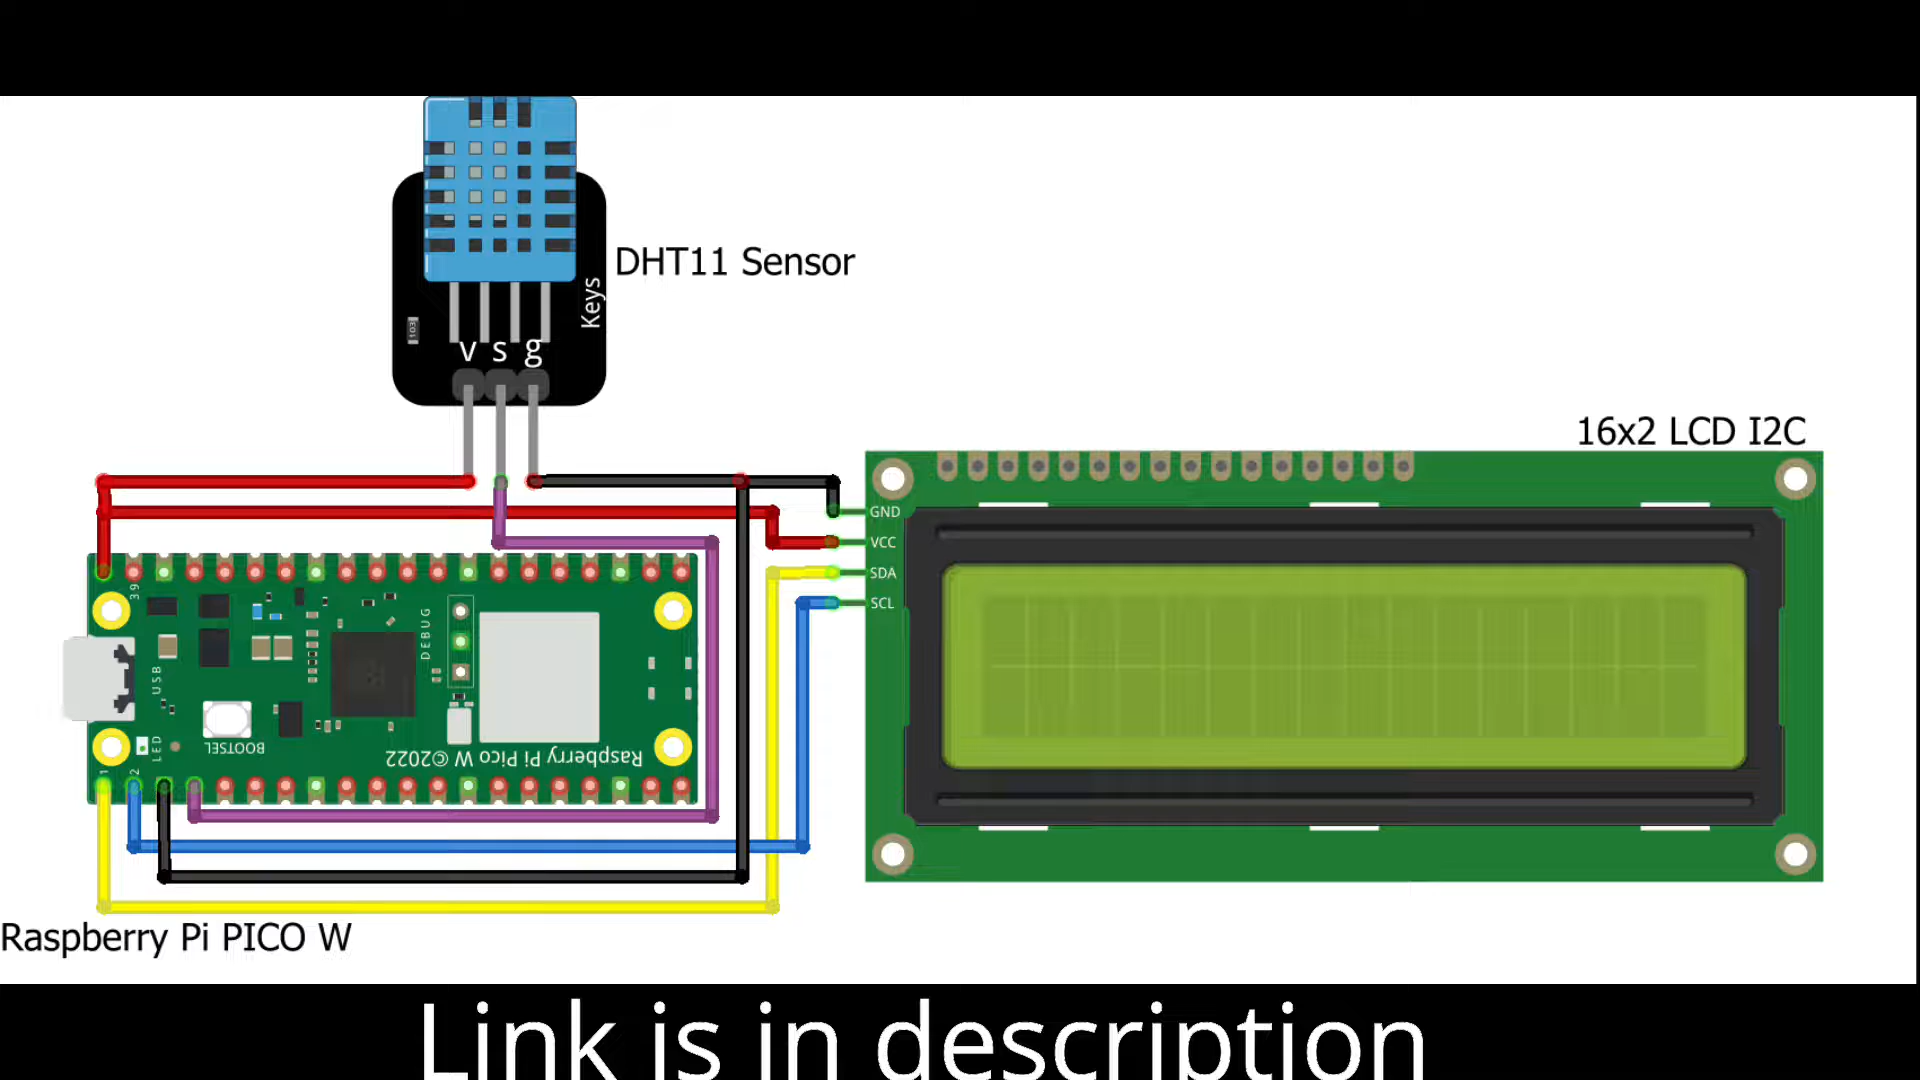 DHT11 Sensor
Keys
E01
V S g
16x2 LCD I2C
GND
VCC
SDA
SCL
39
DEBUG
USB
BOOTSEL
LED
Raspberry Pi Pico W ©2022
1
2
Raspberry Pi PICO W
Link is in description